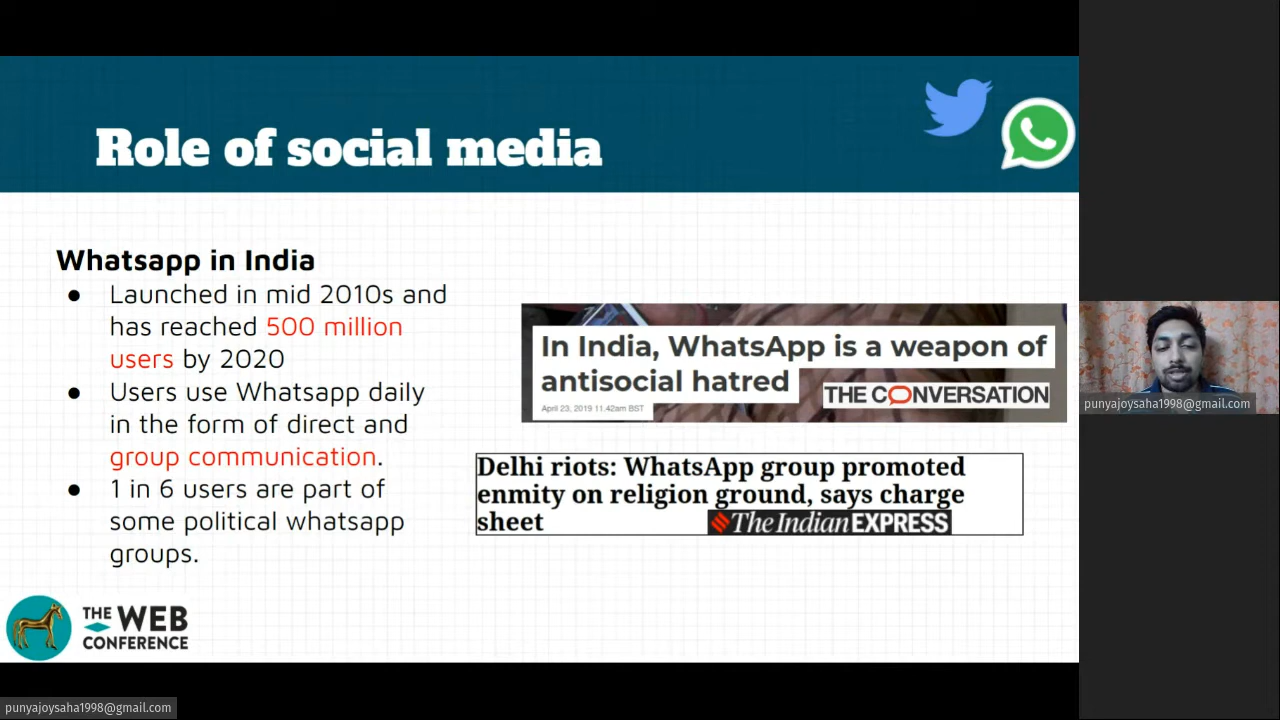 Role of social media
Whatsapp in India
● Launched in mid 2010s and
has reached 500 million
users by 2020
● Users use Whatsapp daily
in the form of direct and
group communication.
● 1 in 6 users are part of
some political whatsapp
groups.
In India, WhatsApp is a weapon of
antisocial hatred
THE CONVERSATION
April 23, 2019 11.42am BST
Delhi riots: WhatsApp group promoted
enmity on religion ground, says charge
sheet
The Indian EXPRESS
THE WEB
CONFERENCE
punyajoysaha1998@gmail.com
punyajoysaha1998@gmail.com